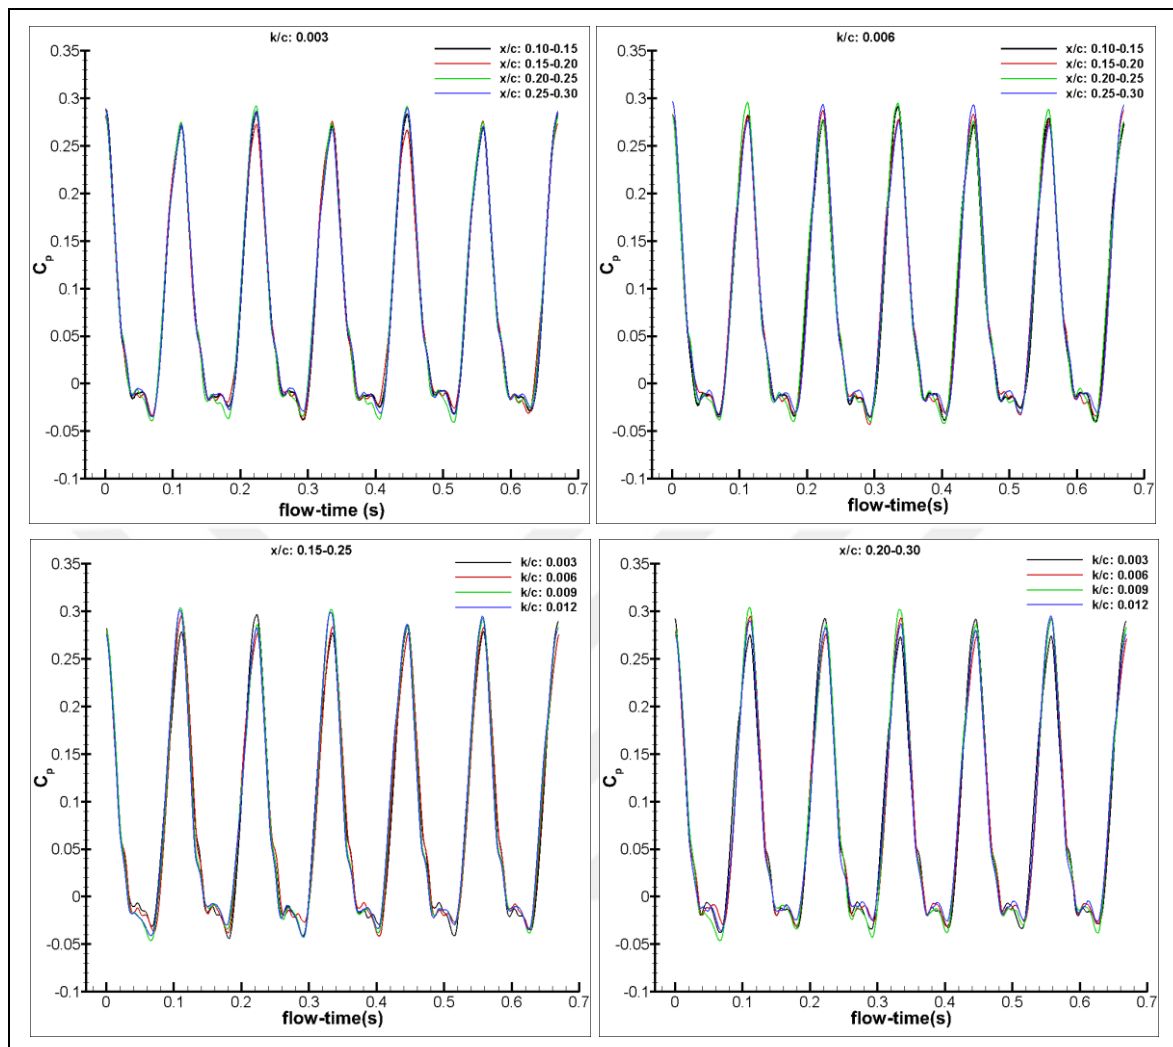 k/c: 0.003
x/c: 0.10-0.15
x/c: 0.15-0.20
x/c: 0.20-0.25
x/c: 0.25-0.30
0.35
0.3
0.25
0.2
0.15
0.1
0.05
0
-0.05
-0.1
Cp
0 0.1 0.2 0.3 0.4 0.5 0.6 0.7
flow-time (s)
k/c: 0.006
x/c: 0.10-0.15
x/c: 0.15-0.20
x/c: 0.20-0.25
x/c: 0.25-0.30
0.35
0.3
0.25
0.2
0.15
0.1
0.05
0
-0.05
-0.1
Cp
0 0.1 0.2 0.3 0.4 0.5 0.6 0.7
flow-time(s)
x/c: 0.15-0.25
k/c: 0.003
k/c: 0.006
k/c: 0.009
k/c: 0.012
0.35
0.3
0.25
0.2
0.15
0.1
0.05
0
-0.05
-0.1
Cp
0 0.1 0.2 0.3 0.4 0.5 0.6 0.7
flow-time(s)
x/c: 0.20-0.30
k/c: 0.003
k/c: 0.006
k/c: 0.009
k/c: 0.012
0.35
0.3
0.25
0.2
0.15
0.1
0.05
0
-0.05
-0.1
Cp
0 0.1 0.2 0.3 0.4 0.5 0.6 0.7
flow-time(s)